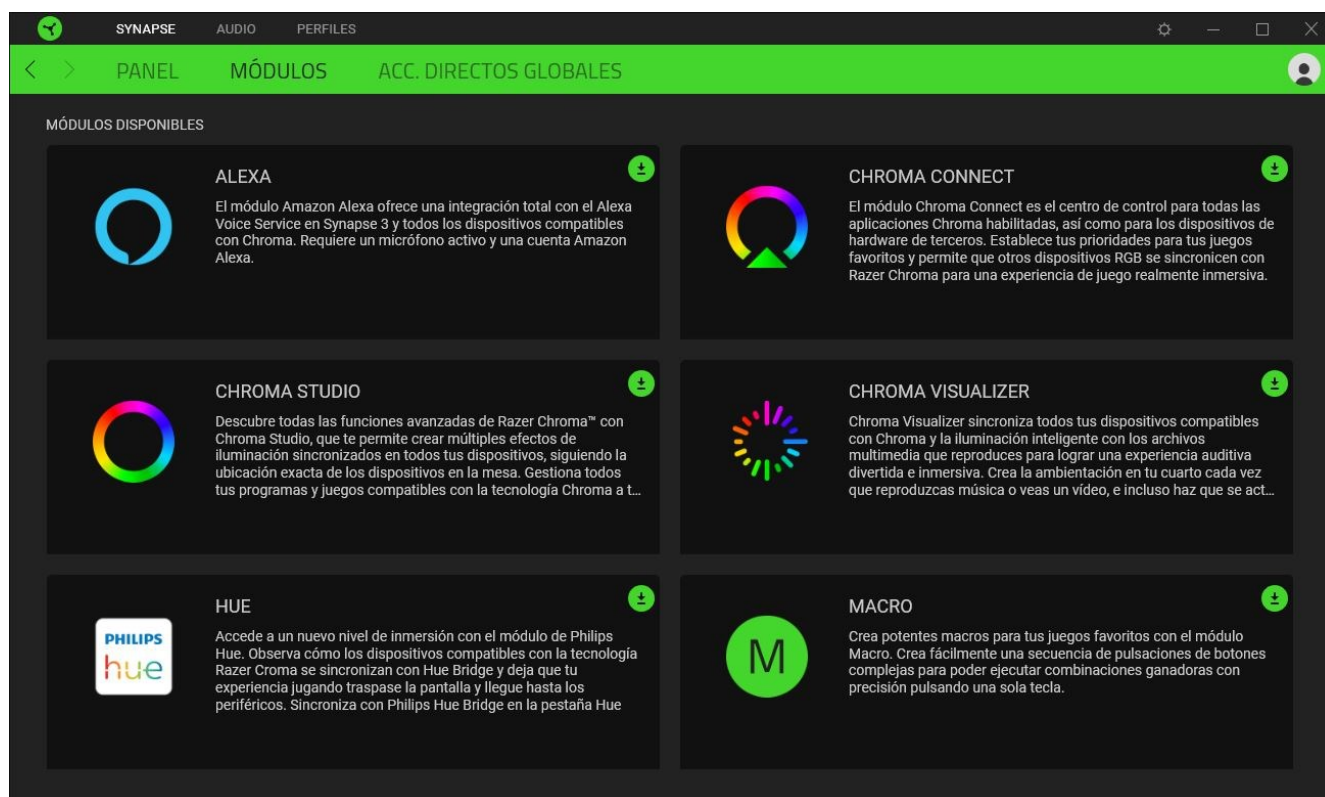 SYNAPSE AUDIO PERFILES
PANEL MÓDULOS ACC. DIRECTOS GLOBALES
MÓDULOS DISPONIBLES
ALEXA
El módulo Amazon Alexa ofrece una integración total con el Alexa
Voice Service en Synapse 3 y todos los dispositivos compatibles
con Chroma. Requiere un micrófono activo y una cuenta Amazon
Alexa.
CHROMA CONNECT
El módulo Chroma Connect es el centro de control para todas las
aplicaciones Chroma habilitadas, así como para los dispositivos de
hardware de terceros. Establece tus prioridades para tus juegos
favoritos y permite que otros dispositivos RGB se sincronicen con
Razer Chroma para una experiencia de juego realmente inmersiva.
CHROMA STUDIO
Descubre todas las funciones avanzadas de Razer Chroma™ con
Chroma Studio, que te permite crear múltiples efectos de
iluminación sincronizados en todos tus dispositivos, siguiendo la
ubicación exacta de los dispositivos en la mesa. Gestiona todos
tus programas y juegos compatibles con la tecnología Chroma a t...
CHROMA VISUALIZER
Chroma Visualizer sincroniza todos tus dispositivos compatibles
con Chroma y la iluminación inteligente con los archivos
multimedia que reproduces para lograr una experiencia auditiva
divertida e inmersiva. Crea la ambientación en tu cuarto cada vez
que reproduzcas música o veas un vídeo, e incluso haz que se act...
PHILIPS
hue
HUE
Accede a un nuevo nivel de inmersión con el módulo de Philips
Hue. Observa cómo los dispositivos compatibles con la tecnología
Razer Croma se sincronizan con Hue Bridge y deja que tu
experiencia jugando traspase la pantalla y llegue hasta los
periféricos. Sincroniza con Philips Hue Bridge en la pestaña Hue
M
MACRO
Crea potentes macros para tus juegos favoritos con el módulo
Macro. Crea fácilmente una secuencia de pulsaciones de botones
complejas para poder ejecutar combinaciones ganadoras con
precisión pulsando una sola tecla.